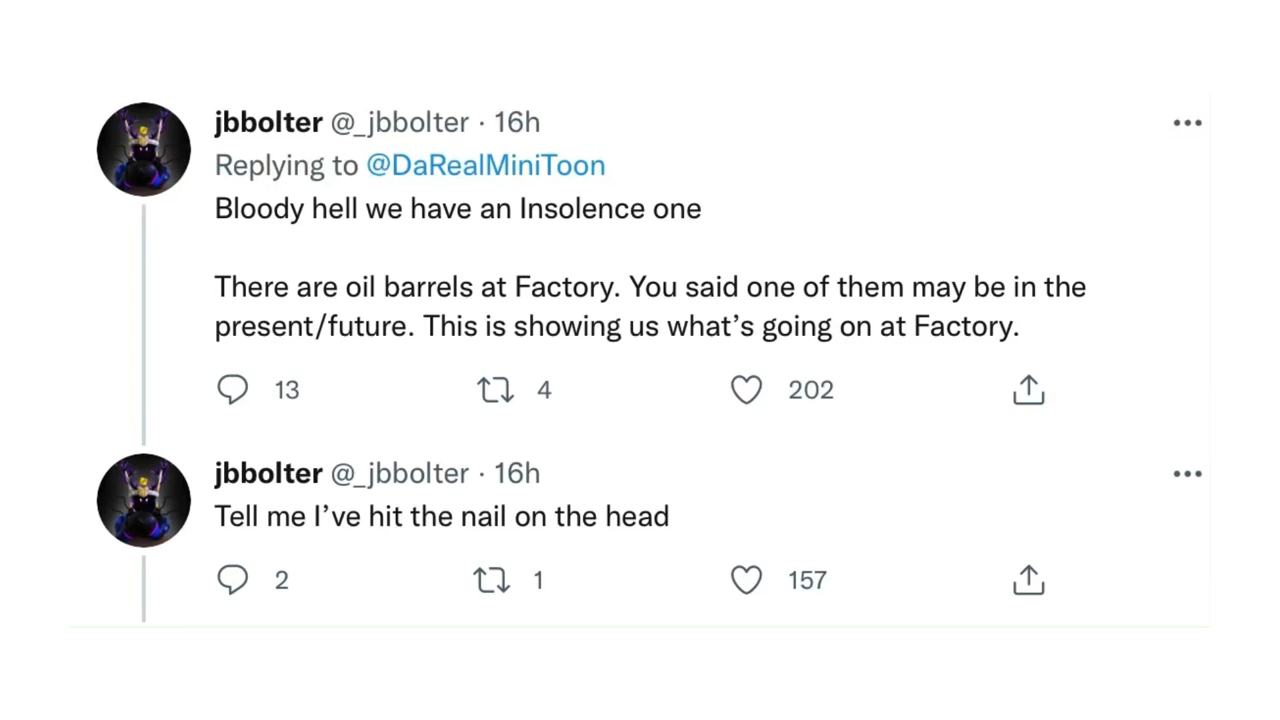 jbbolter @_jbbolter · 16h
Replying to @DaRealMiniToon
Bloody hell we have an Insolence one
There are oil barrels at Factory. You said one of them may be in the
present/future. This is showing us what’s going on at Factory.
13 4 202
jbbolter @_jbbolter · 16h
Tell me I’ve hit the nail on the head
2 1 157